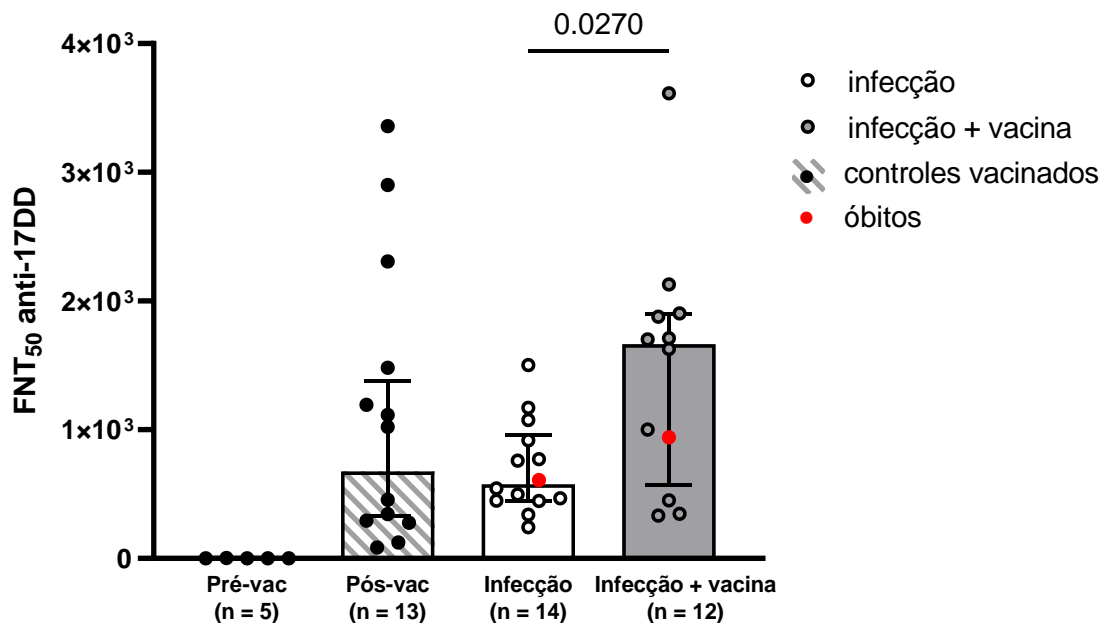 0.0270
4×10³
3×10³
2×10³
1×10³
0
FNT₅₀ anti-17DD
infecção
infecção + vacina
controles vacinados
óbitos
Pré-vac
(n = 5)
Pós-vac
(n = 13)
Infecção
(n = 14)
Infecção + vacina
(n = 12)